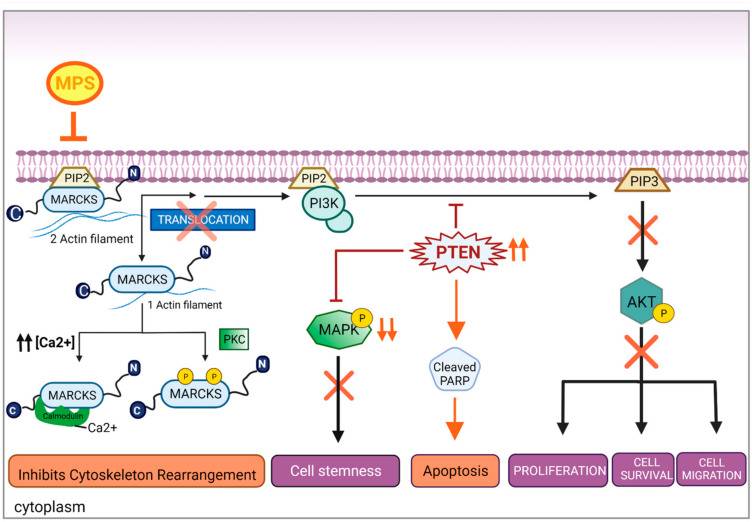 MPS
PIP2
MARCKS
N
C
2 Actin filament
TRANSLOCATION
PIP2
PI3K
PIP3
PTEN
MARCKS
N
C
1 Actin filament
MAPK
P
AKT
P
[Ca2+]
PKC
Cleaved
PARP
MARCKS
N
C
Calmodulin
Ca2+
P
P
MARCKS
N
C
Inhibits Cytoskeleton Rearrangement
Cell stemness
Apoptosis
PROLIFERATION
CELL
SURVIVAL
CELL
MIGRATION
cytoplasm